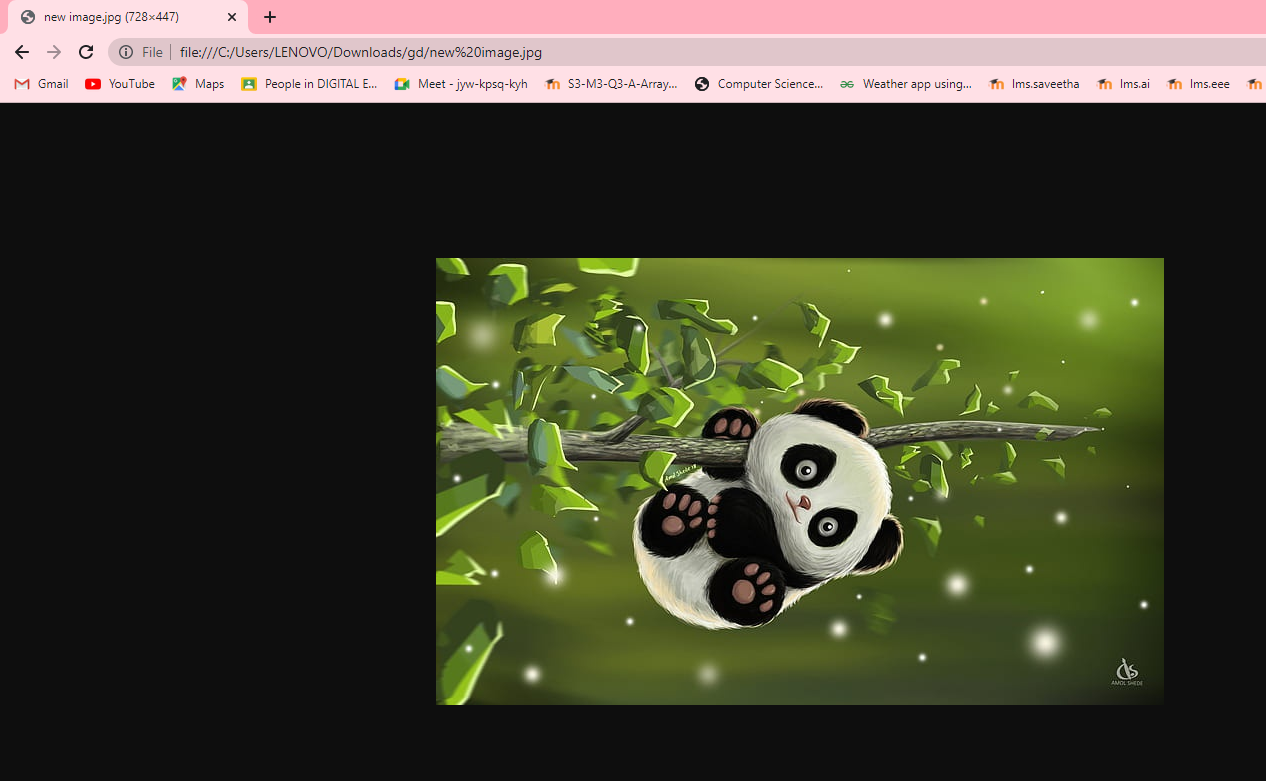 new image.jpg (728×447)
File
file:///C:/Users/LENOVO/Downloads/gd/new%20image.jpg
Gmail
YouTube
Maps
People in DIGITAL E...
Meet - jyw-kpsq-kyh
S3-M3-Q3-A-Array...
Computer Science...
Weather app using...
lms.saveetha
lms.ai
lms.eee
Amol Shede
AMOL SHEDE